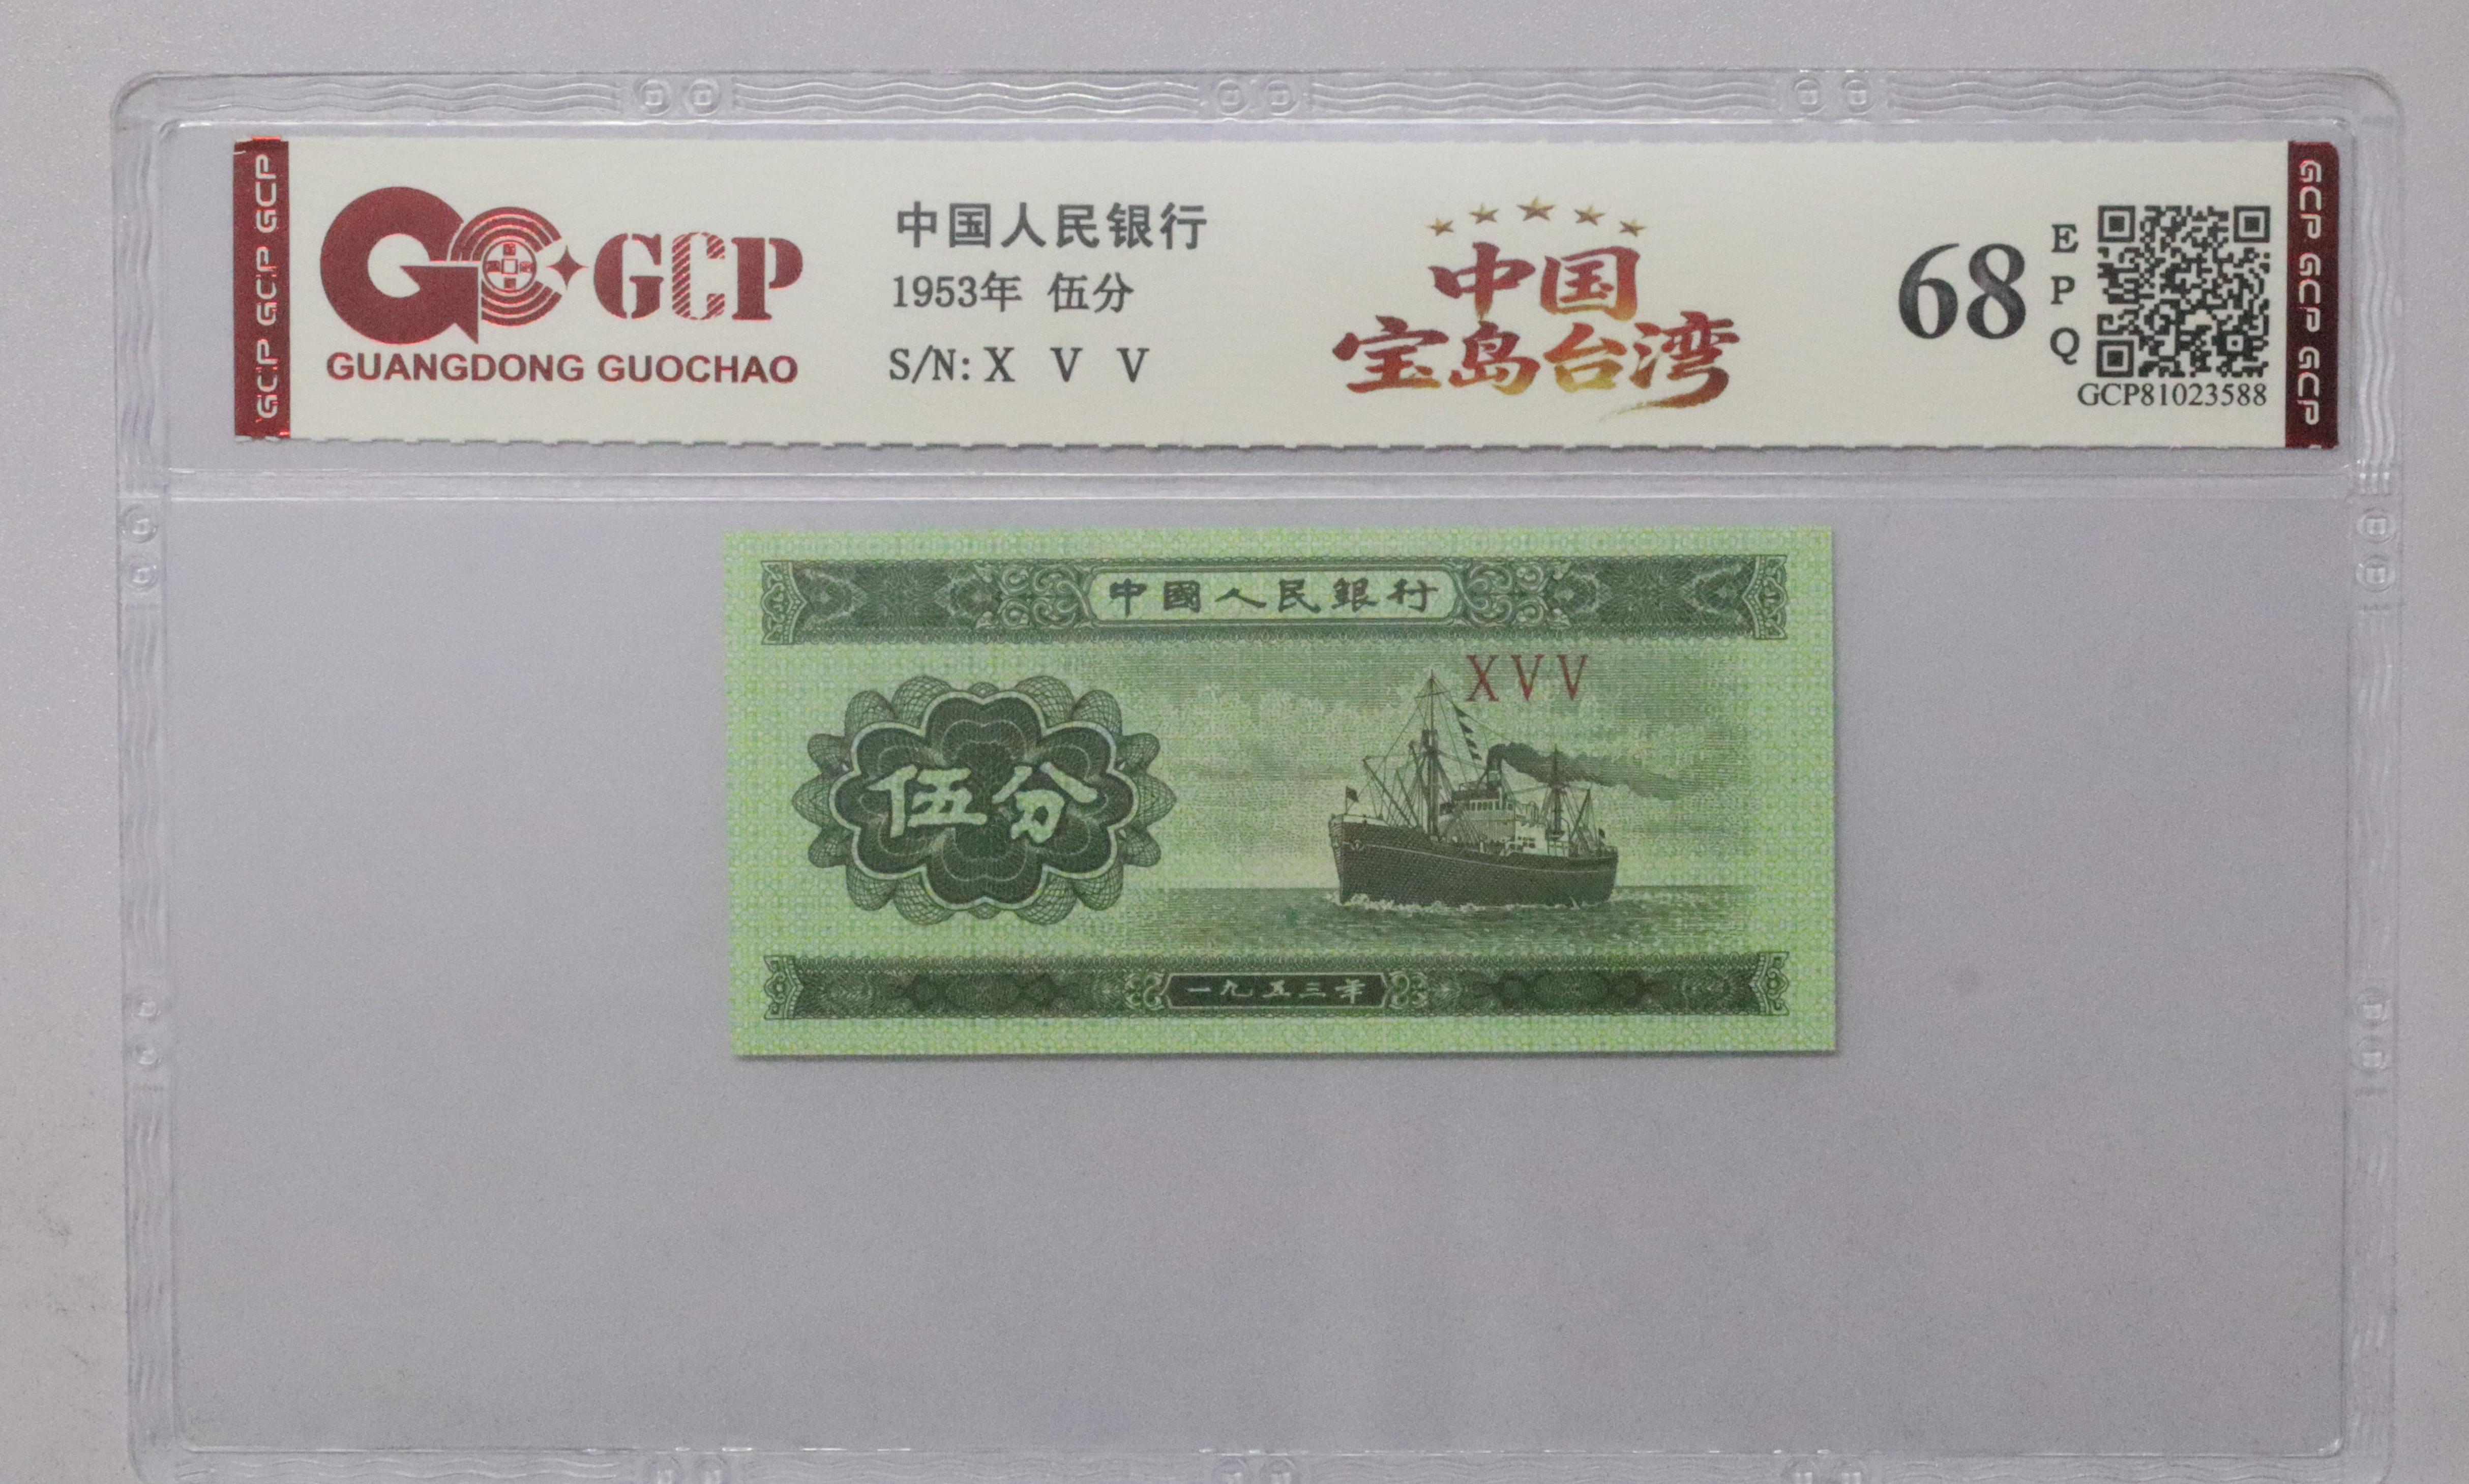 GCP GCP GCP
GCP
GUANGDONG GUOCHAO
中国人民银行
1953年 伍分
S/N: X V V
中国
宝岛台湾
68
E
P
Q
GCP81023588
GCP GCP GCP
中國人民銀行
XVV
伍分
一九五三年